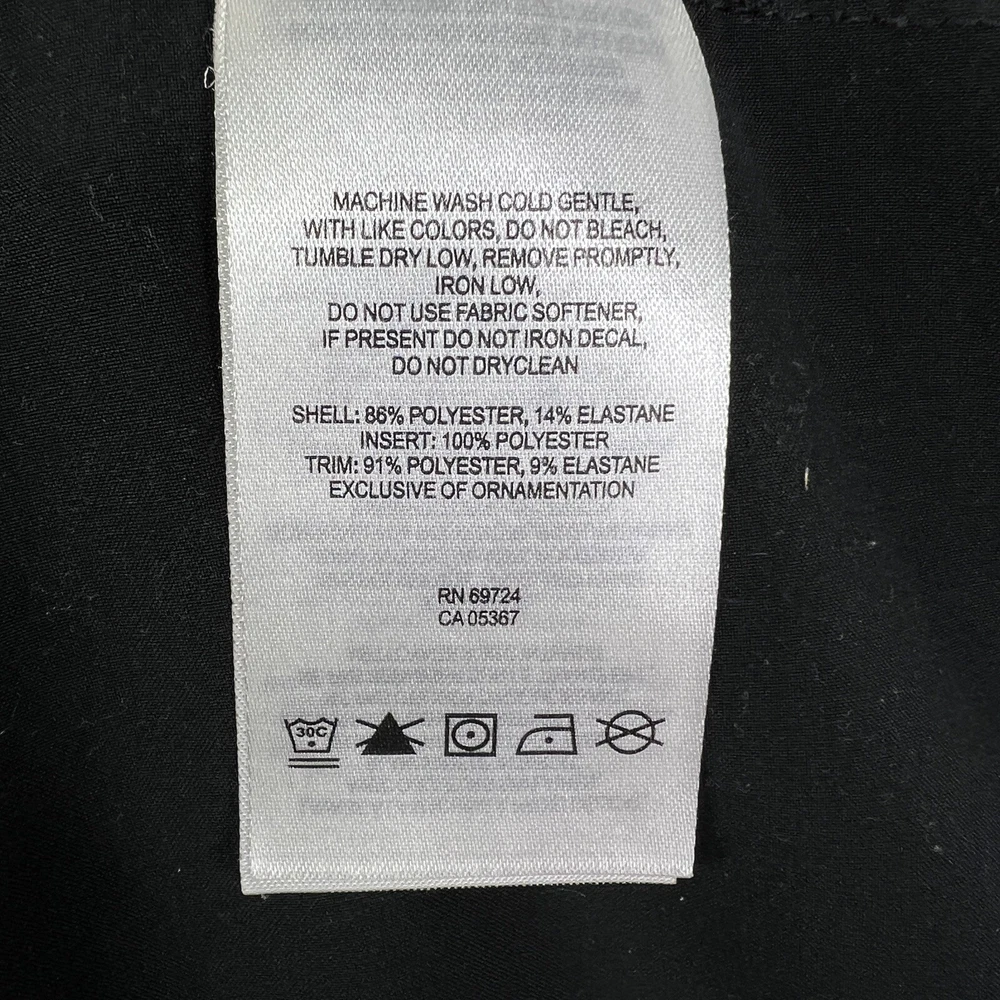 MACHINE WASH COLD GENTLE,
WITH LIKE COLORS, DO NOT BLEACH,
TUMBLE DRY LOW, REMOVE PROMPTLY,
IRON LOW,
DO NOT USE FABRIC SOFTENER,
IF PRESENT DO NOT IRON DECAL,
DO NOT DRYCLEAN
SHELL: 86% POLYESTER, 14% ELASTANE
INSERT: 100% POLYESTER
TRIM: 91% POLYESTER, 9% ELASTANE
EXCLUSIVE OF ORNAMENTATION
RN 69724
CA 05367
30C